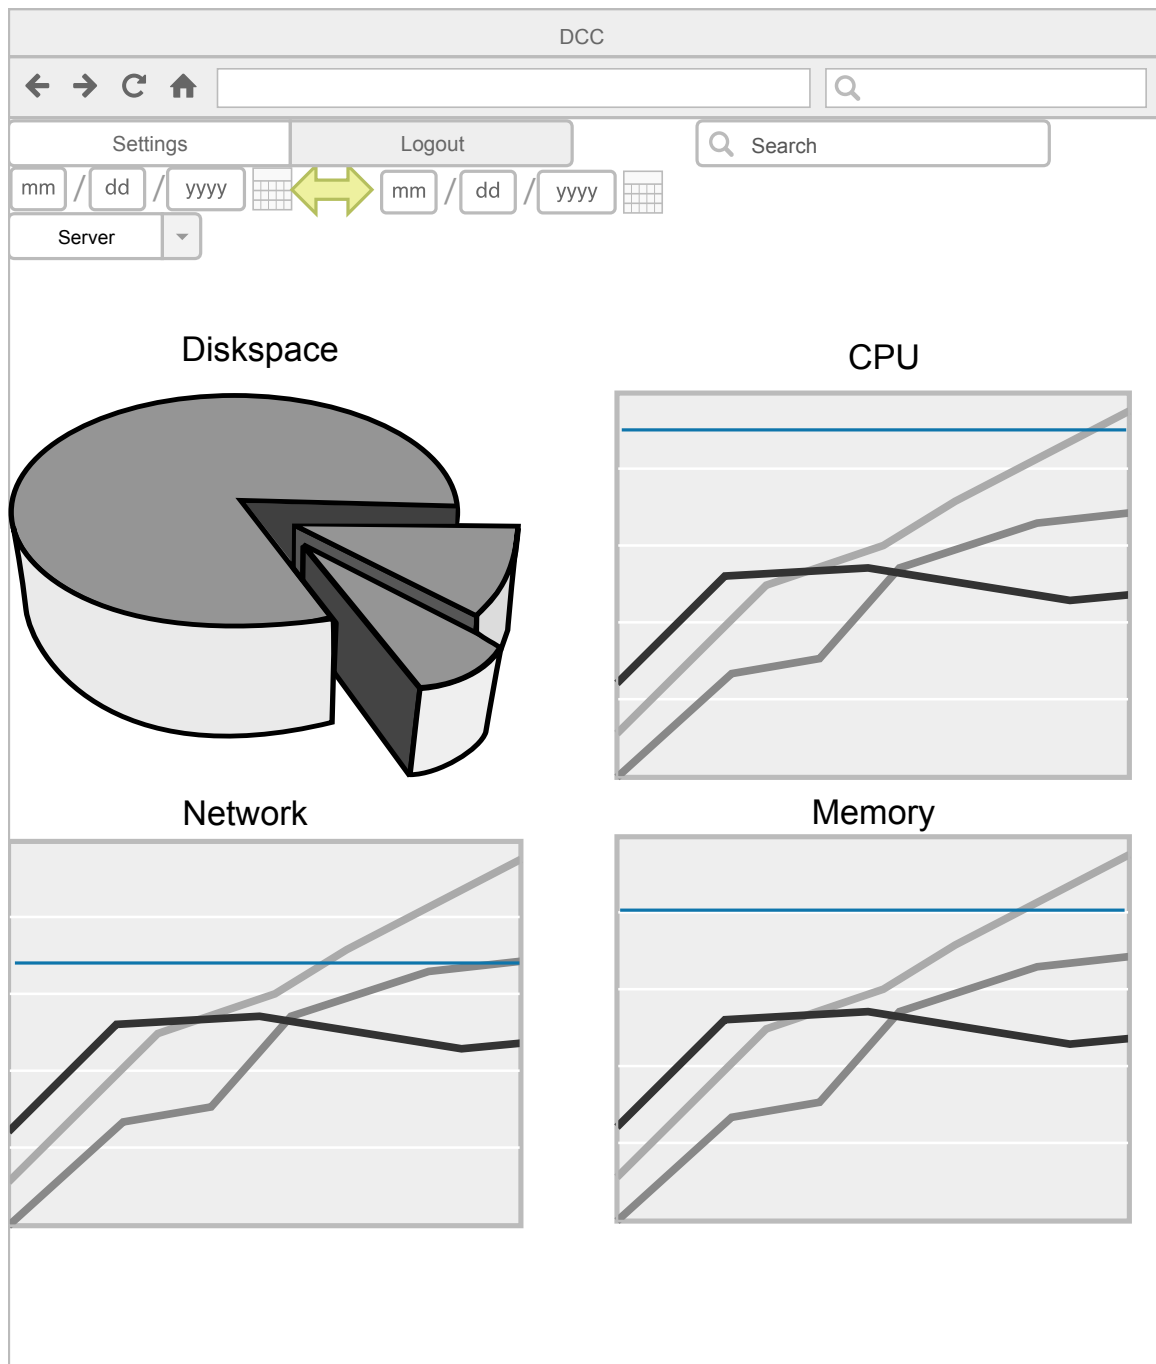 DCC
Settings Logout Search
mm / dd / yyyy mm / dd / yyyy
Server
Diskspace CPU
Network Memory